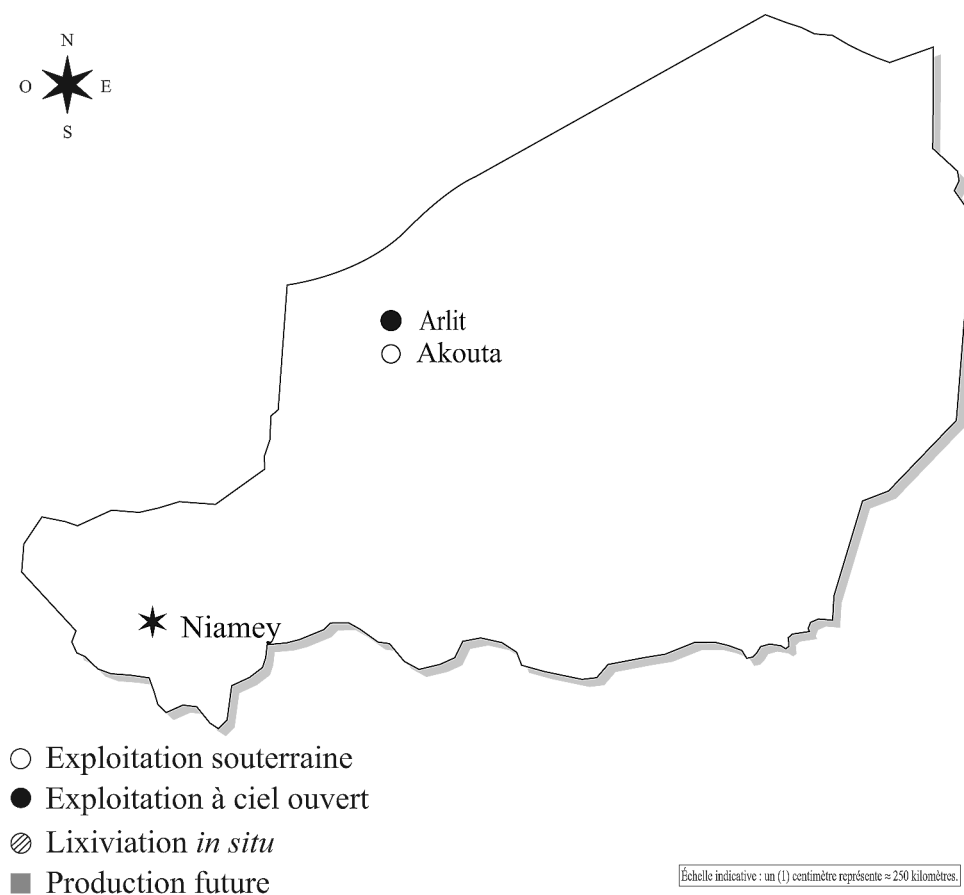 N
O E
S
Arlit
Akouta
Niamey
Exploitation souterraine
Exploitation à ciel ouvert
Lixiviation in situ
Production future
Échelle indicative : un (1) centimètre représente ≈ 250 kilomètres.